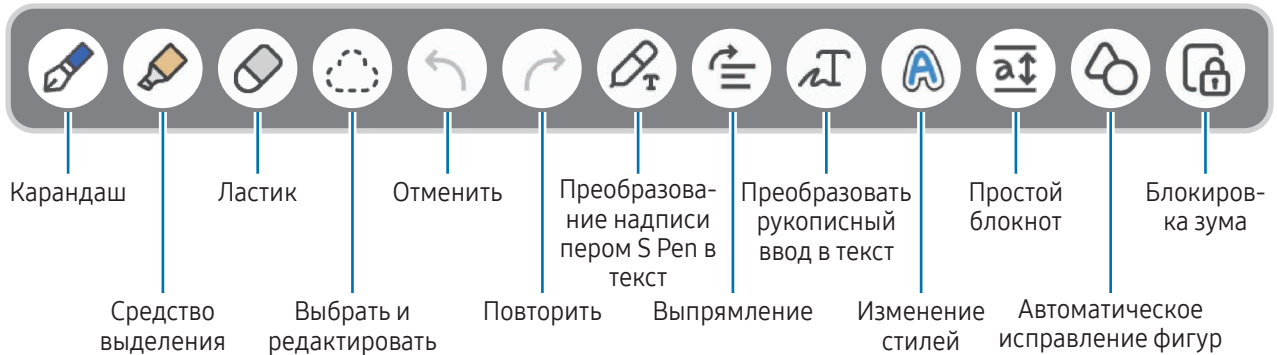 Карандаш
Ластик
Отменить
Преобразова-
ние надписи
пером S Pen в
текст
Преобразовать
рукописный
ввод в текст
Простой
блокнот
Блокиров-
ка зума
Средство
выделения
Выбрать и
редактировать
Повторить
Выпрямление
Изменение
стилей
Автоматическое
исправление фигур